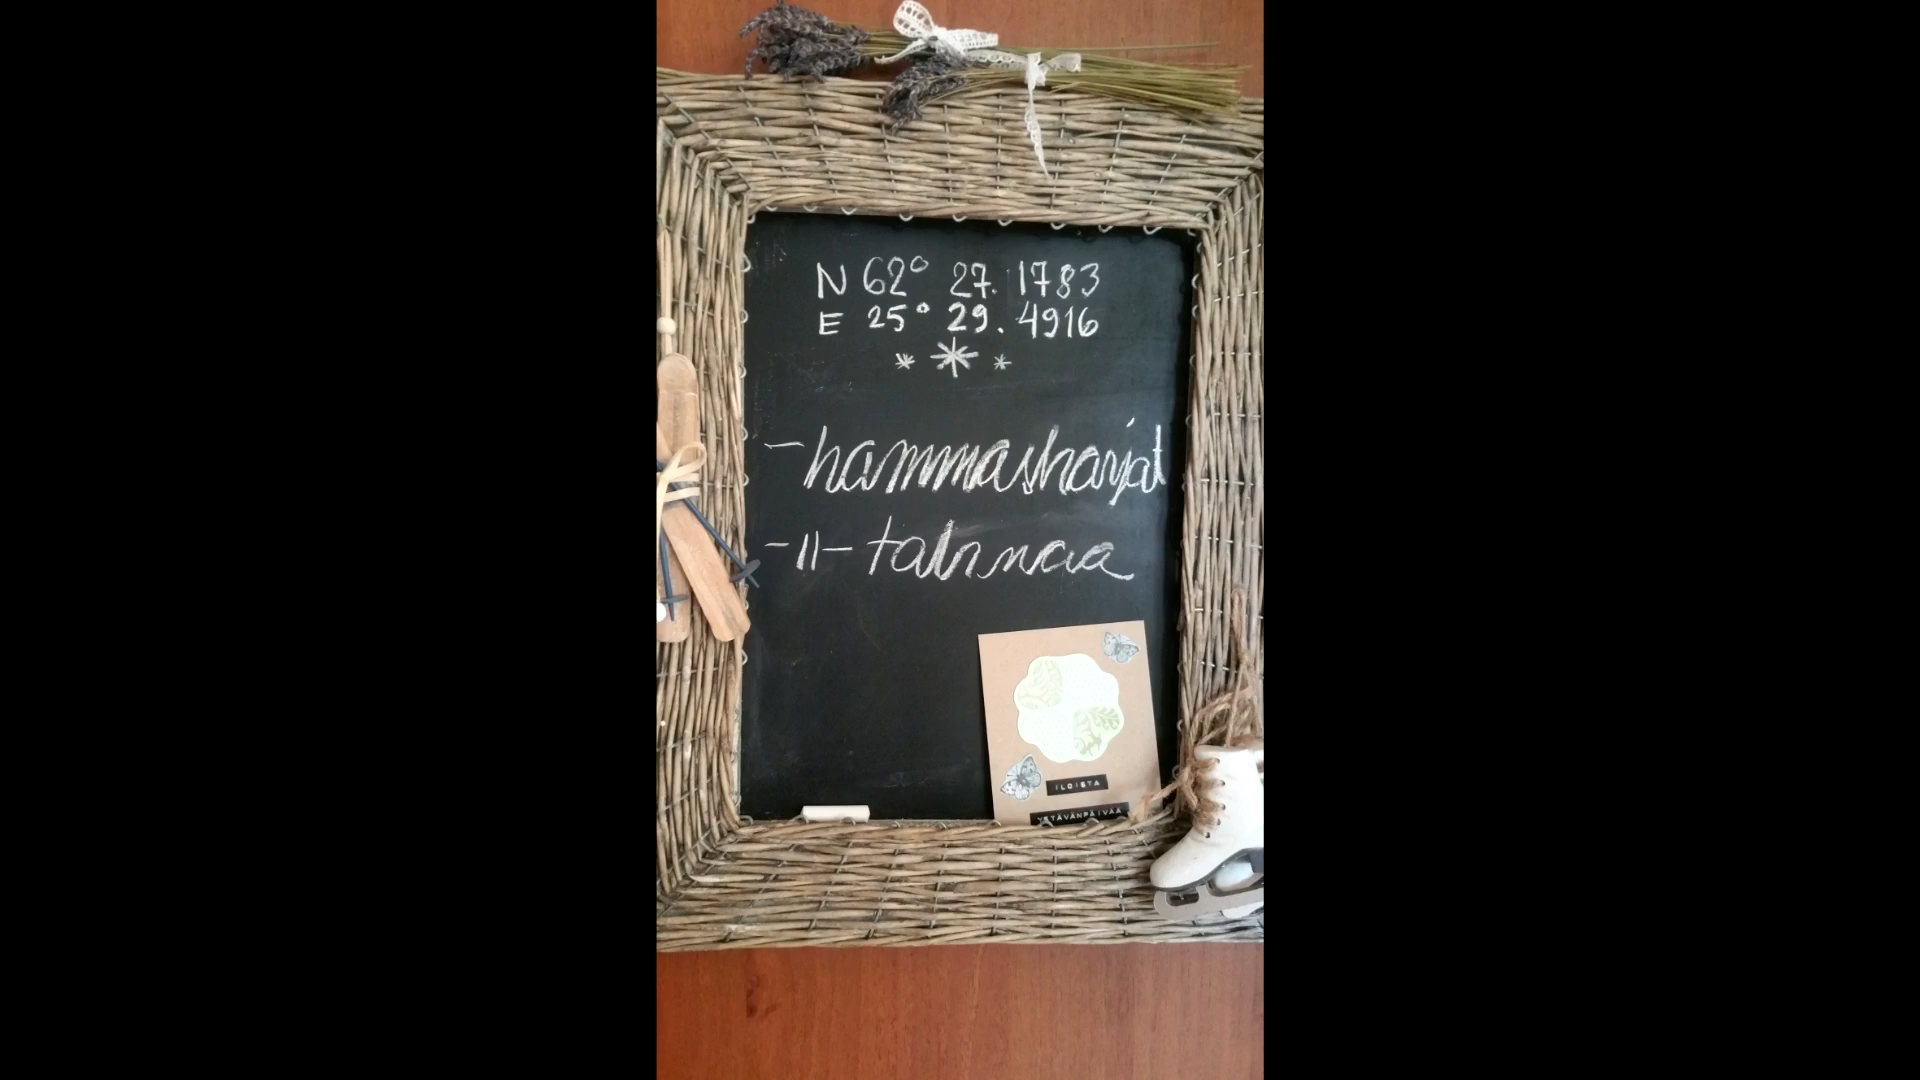 N 62° 27. 1783
E 25° 29. 4916
- hammasharjat
-11- tahnaa
ILOISTA
YSTÄVÄNPÄIVÄÄ